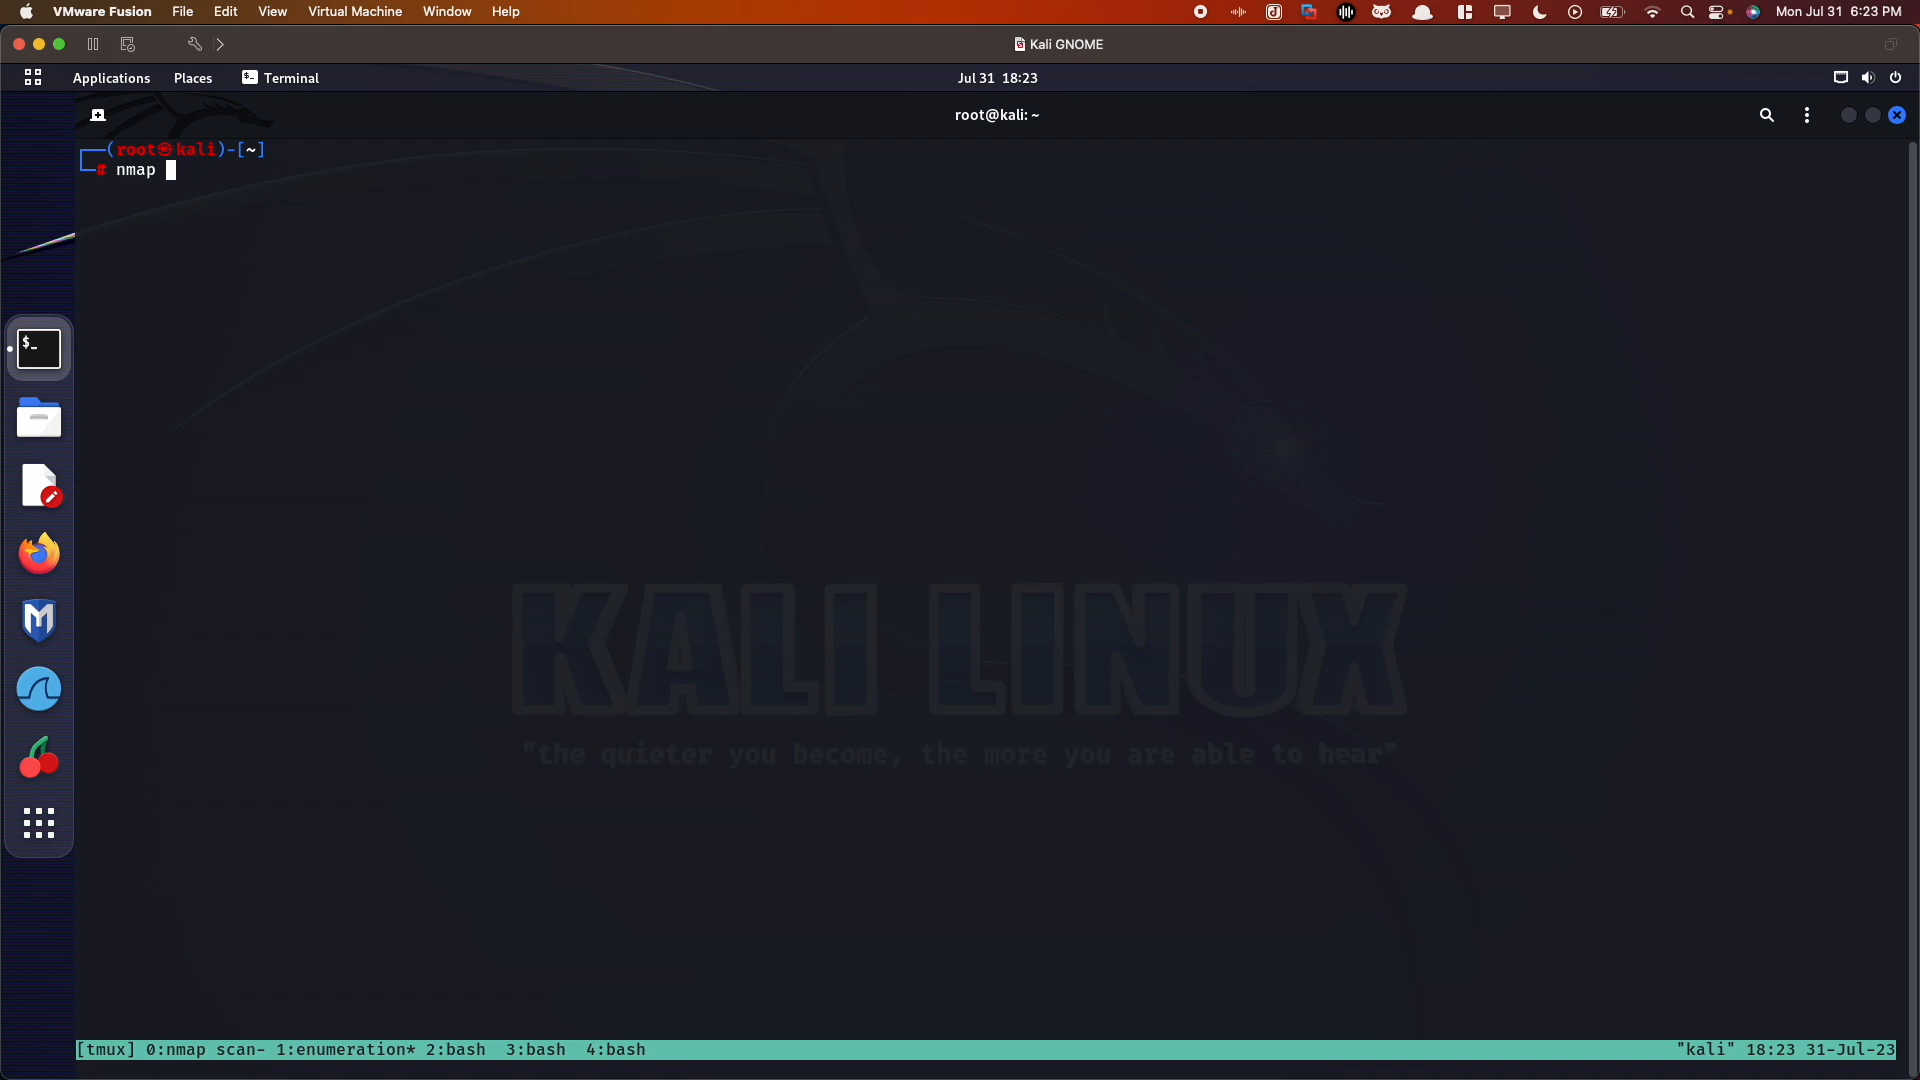 VMware Fusion File Edit View Virtual Machine Window Help Mon Jul 31 6:23 PM
Kali GNOME
Applications Places Terminal Jul 31 18:23
root@kali: ~
┌──(root㉿kali)-[~]
└─# nmap
KALI LINUX
"the quieter you become, the more you are able to hear"
[tmux] 0:nmap scan- 1:enumeration* 2:bash 3:bash 4:bash "kali" 18:23 31-Jul-23